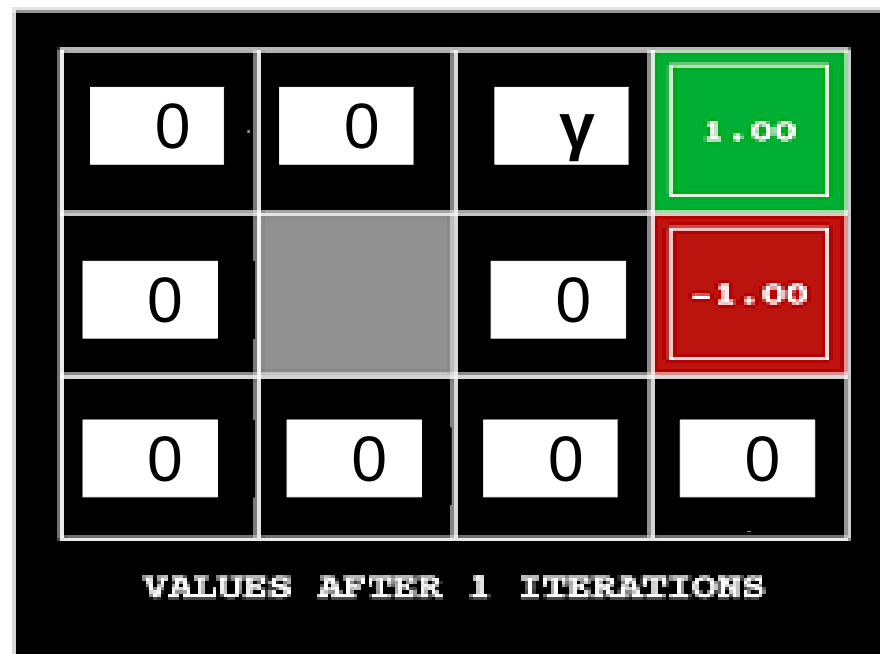 0 0 γ 1.00
0 0 -1.00
0 0 0 0
VALUES AFTER 1 ITERATIONS